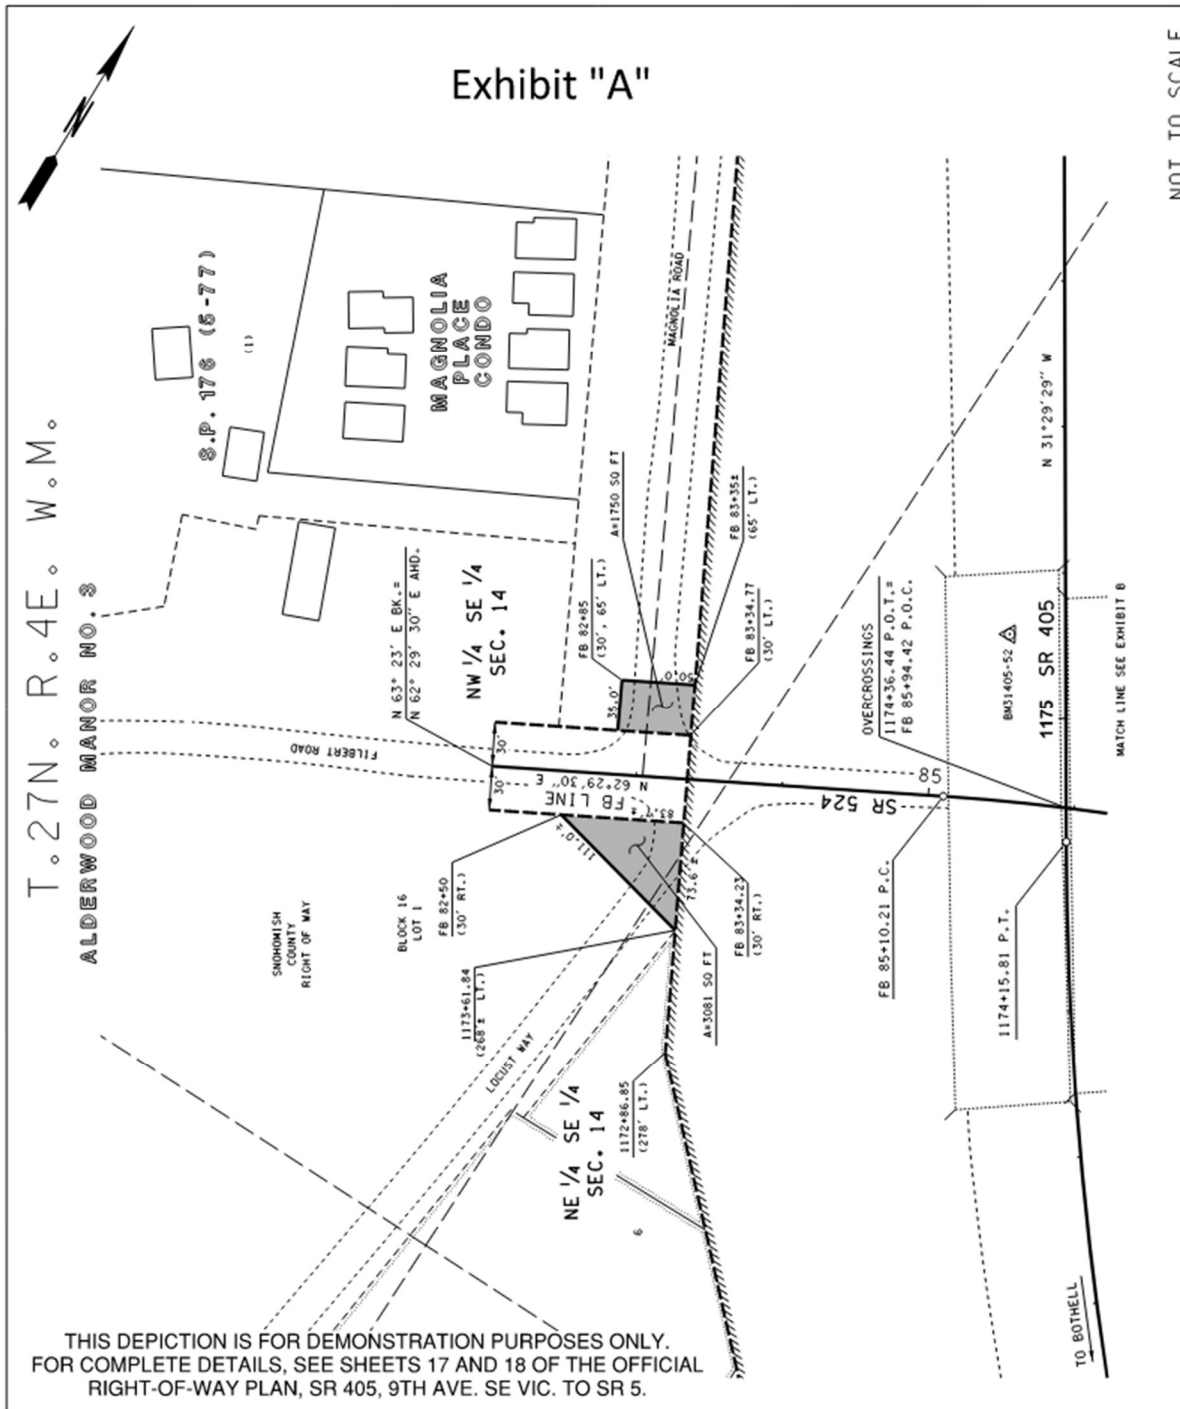 Exhibit "A"
NOT TO SCALE
N
T.27N. R.4E. W.M.
ALDERWOOD MANOR NO. 3
S.P. 176 (5-77)
(1)
MAGNOLIA
PLACE
CONDO
MAGNOLIA ROAD
N 31°29'29" W
A=1750 SQ FT
FB 83+35±
(65' LT.)
FB 82+85
(30', 65' LT.)
FB 83+34.77
(30' LT.)
NW 1/4 SE 1/4
SEC. 14
N 63° 23' E BK.=
N 62° 29' 30" E AHD.
OVERCROSSINGS
1174+36.44 P.O.T.=
FB 85+94.42 P.O.C.
BM31405-52
1175 SR 405
MATCH LINE SEE EXHIBIT B
35.0'
50.0'
FILBERT ROAD
30'
30'
N 62°29'30" E
FB LINE
83.7'±
85
SR 524
111.0'±
73.6'±
BLOCK 16
LOT 1
FB 82+50
(30' RT.)
FB 83+34.23
(30' RT.)
FB 85+10.21 P.C.
1174+15.81 P.T.
SNOHOMISH
COUNTY
RIGHT OF WAY
1173+61.84
(268'± LT.)
A=3081 SQ FT
LOCUST WAY
1172+86.85
(278' LT.)
NE 1/4 SE 1/4
SEC. 14
6
TO BOTHELL
THIS DEPICTION IS FOR DEMONSTRATION PURPOSES ONLY.
FOR COMPLETE DETAILS, SEE SHEETS 17 AND 18 OF THE OFFICIAL
RIGHT-OF-WAY PLAN, SR 405, 9TH AVE. SE VIC. TO SR 5.